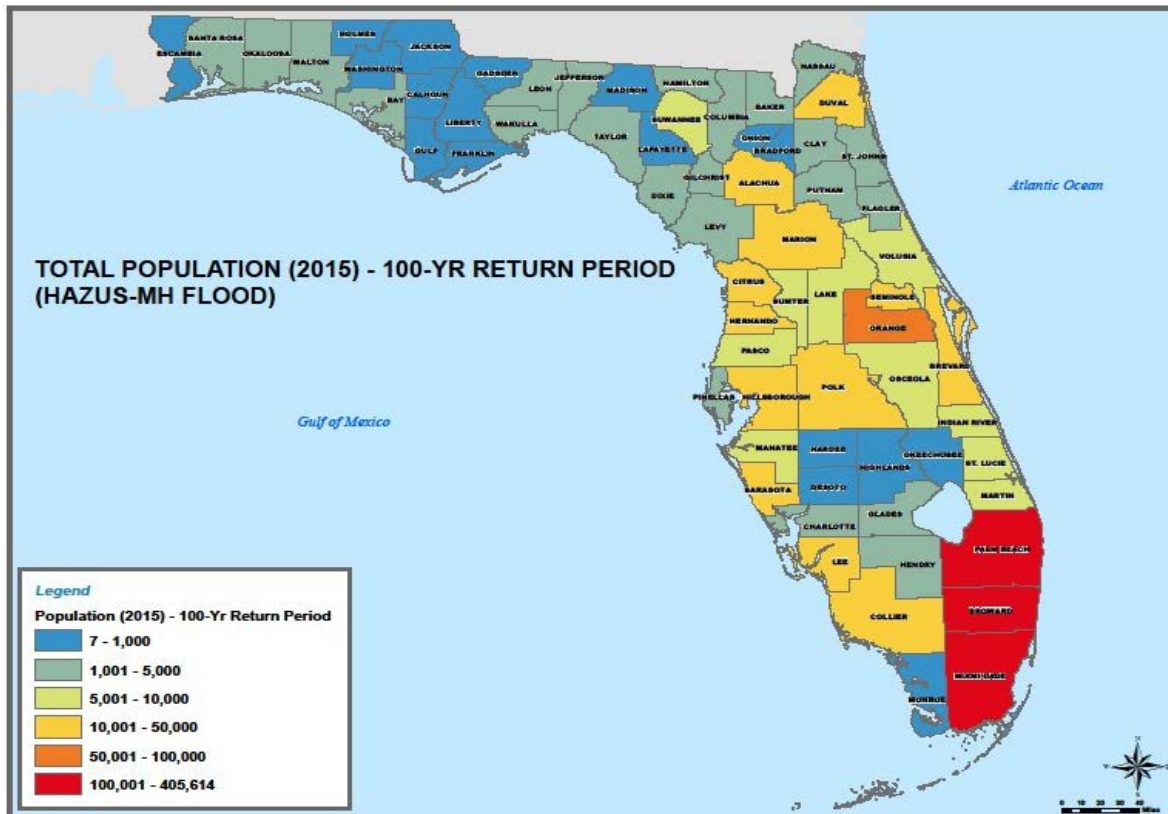 HOLMES
JACKSON
SANTA ROSA
ESCAMBIA
OKALOOSA
WALTON
WASHINGTON
GADSDEN
NASSAU
JEFFERSON
HAMILTON
LEON
MADISON
CALHOUN
BAY
DUVAL
BAKER
SUWANNEE
COLUMBIA
LIBERTY
WAKULLA
TAYLOR
UNION
CLAY
BRADFORD
LAFAYETTE
GULF
FRANKLIN
ST. JOHNS
GILCHRIST
ALACHUA
PUTNAM
Atlantic Ocean
DIXIE
FLAGLER
LEVY
MARION
VOLUSIA
TOTAL POPULATION (2015) - 100-YR RETURN PERIOD
(HAZUS-MH FLOOD)
CITRUS
LAKE
SEMINOLE
SUMTER
HERNANDO
ORANGE
PASCO
BREVARD
OSCEOLA
POLK
PINELLAS
HILLSBOROUGH
Gulf of Mexico
INDIAN RIVER
MANATEE
HARDEE
OKEECHOBEE
HIGHLANDS
ST. LUCIE
SARASOTA
DESOTO
MARTIN
GLADES
CHARLOTTE
PALM BEACH
LEE
HENDRY
BROWARD
COLLIER
MIAMI-DADE
MONROE
Legend
Population (2015) - 100-Yr Return Period
7 - 1,000
1,001 - 5,000
5,001 - 10,000
10,001 - 50,000
50,001 - 100,000
100,001 - 405,614
N
0 10 20 30 40
Miles